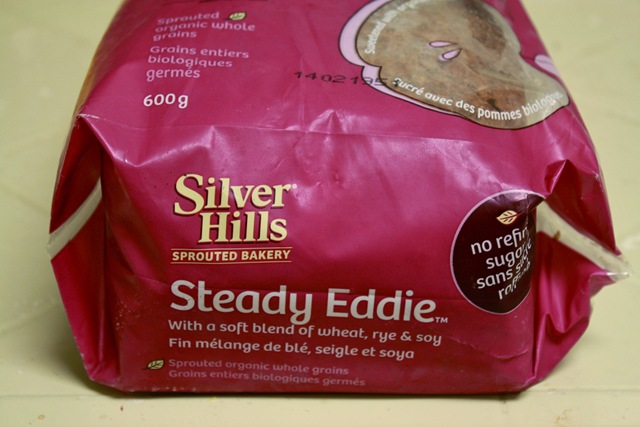 Sprouted
organic whole
grains
Grains entiers
biologiques
germés
600g
Sucré avec des pommes
Silver
Hills
SPROUTED BAKERY
no
sans
Steady Eddie™
With a soft blend of wheat, rye & soy
Fin mélange de blé, seigle et soya
Sprouted organic whole grains
Grains entiers biologiques germés